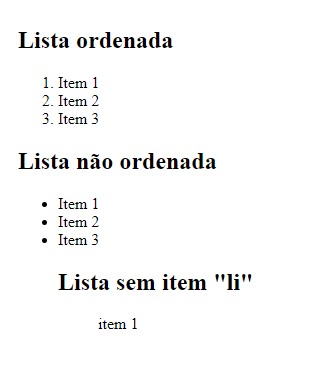 Lista ordenada
1. Item 1
2. Item 2
3. Item 3
Lista não ordenada
• Item 1
• Item 2
• Item 3
Lista sem item "li"
item 1